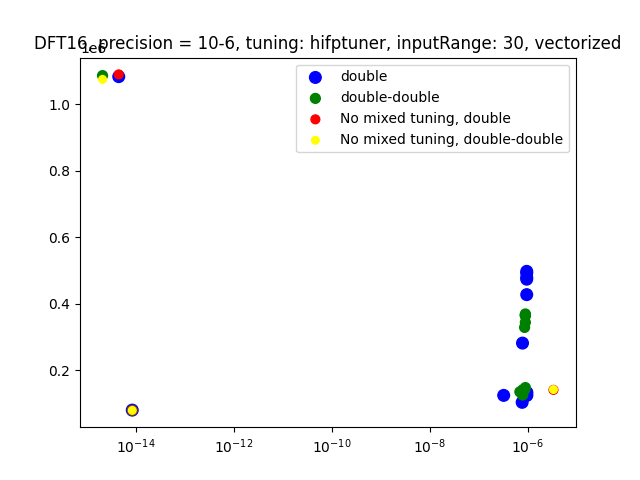 DFT16, precision = 10-6, tuning: hifptuner, inputRange: 30, vectorized
1e6
double
double-double
No mixed tuning, double
No mixed tuning, double-double
1.0
0.8
0.6
0.4
0.2
10⁻¹⁴ 10⁻¹² 10⁻¹⁰ 10⁻⁸ 10⁻⁶